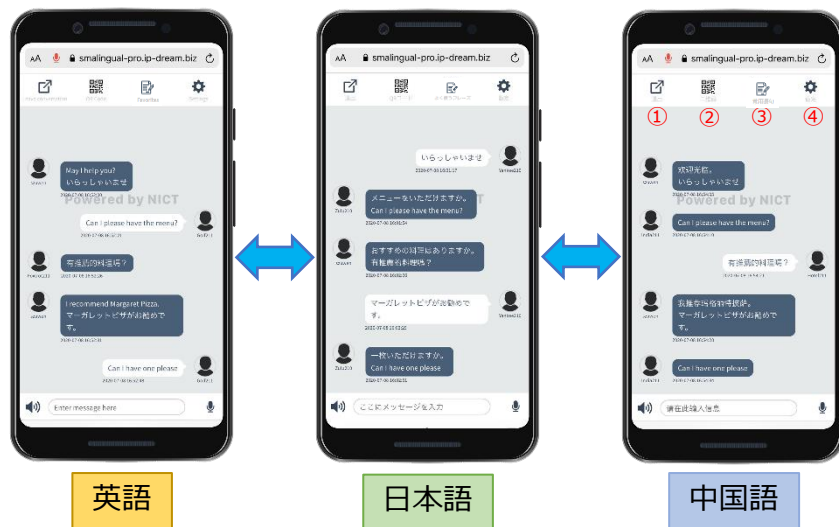 AA smalingual-pro.ip-dream.biz
Favorites
Settings
May I help you?
いらっしゃいませ
Powered by NICT
Can I please have the menu?
有推薦的料理嗎？
I recommend Margaret Pizza.
マーガレットピザがお勧めで
す。
Can I have one please
Enter message here
英語
AA smalingual-pro.ip-dream.biz
いらっしゃいませ
メニューをいただけますか。
Can I please have the menu?
Powered by NICT
おすすめの料理はありますか。
有推薦的料理嗎？
マーガレットピザがお勧めで
す。
一枚いただけますか。
Can I have one please
ここにメッセージを入力
日本語
AA smalingual-pro.ip-dream.biz
① ② ③ ④
欢迎光临。
いらっしゃいませ
Powered by NICT
Can I please have the menu?
有推薦的料理嗎？
我推荐玛格丽特披萨。
マーガレットピザがお勧めで
す。
Can I have one please
请在此输入信息
中国語